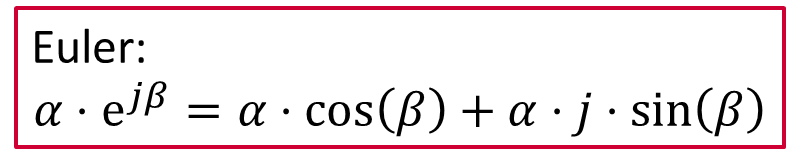 Euler:
α · e^{jβ} = α · cos(β) + α · j · sin(β)